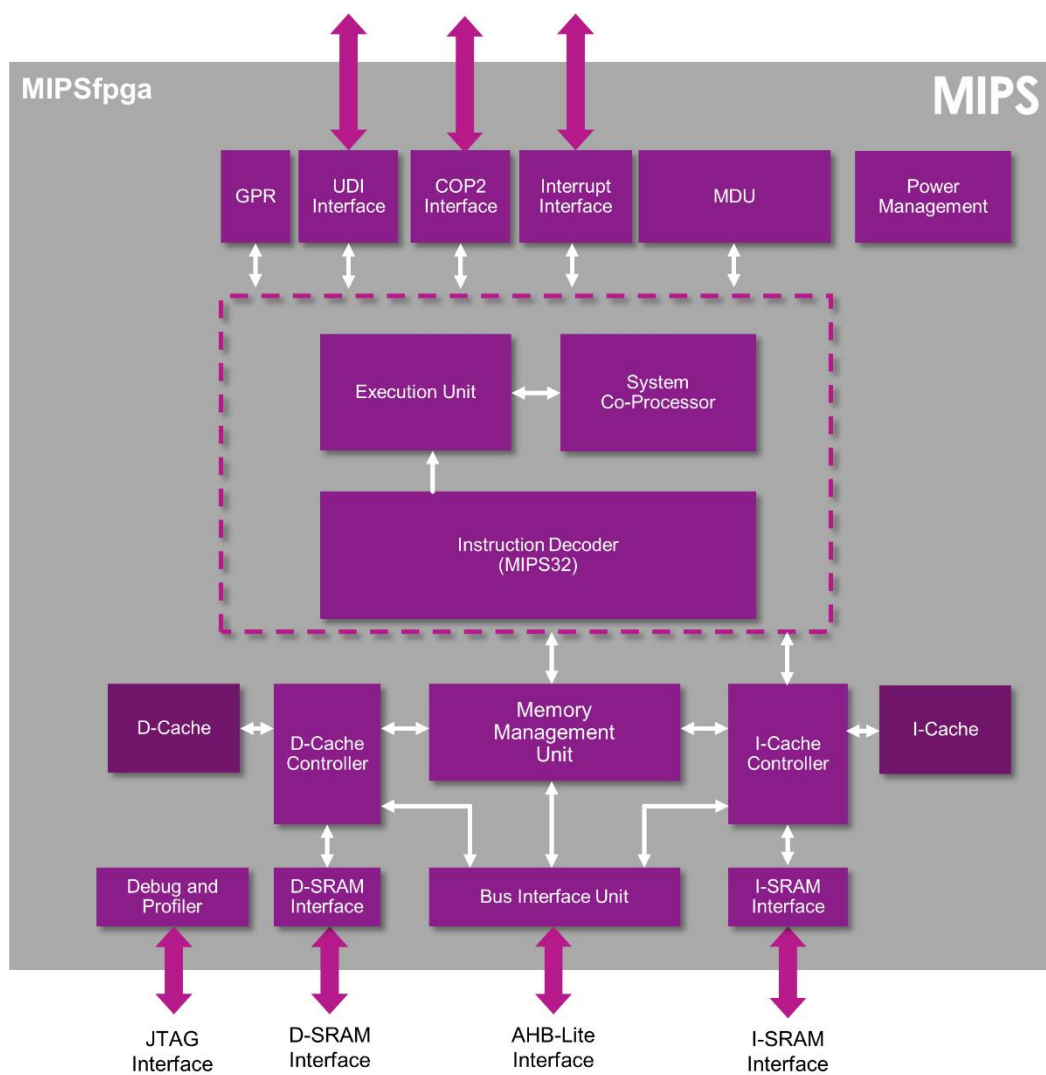 MIPSfpga
MIPS
GPR
UDI
Interface
COP2
Interface
Interrupt
Interface
MDU
Power
Management
Execution Unit
System
Co-Processor
Instruction Decoder
(MIPS32)
D-Cache
D-Cache
Controller
Memory
Management
Unit
I-Cache
Controller
I-Cache
Debug and
Profiler
D-SRAM
Interface
Bus Interface Unit
I-SRAM
Interface
JTAG
Interface
D-SRAM
Interface
AHB-Lite
Interface
I-SRAM
Interface